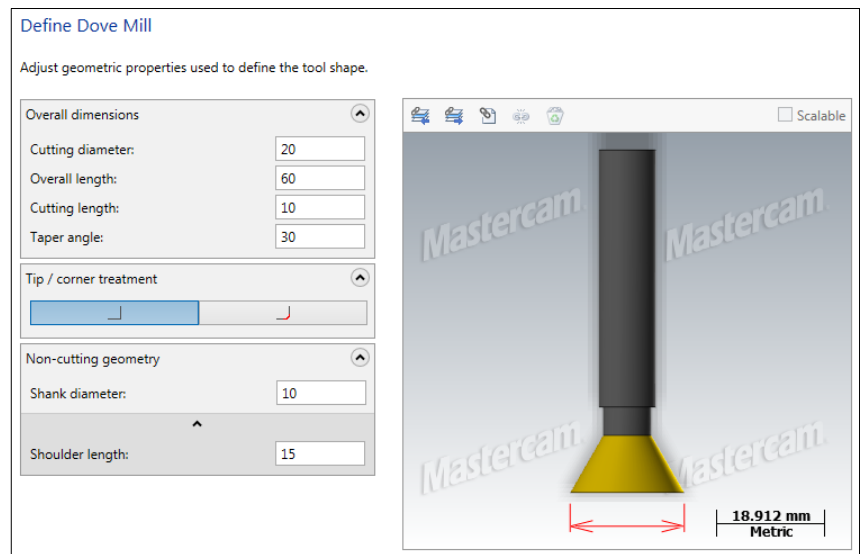 Define Dove Mill
Adjust geometric properties used to define the tool shape.
Overall dimensions
Cutting diameter: 20
Overall length: 60
Cutting length: 10
Taper angle: 30
Tip / corner treatment
Non-cutting geometry
Shank diameter: 10
Shoulder length: 15
Scalable
Mastercam
Mastercam
Mastercam
Mastercam
18.912 mm
Metric